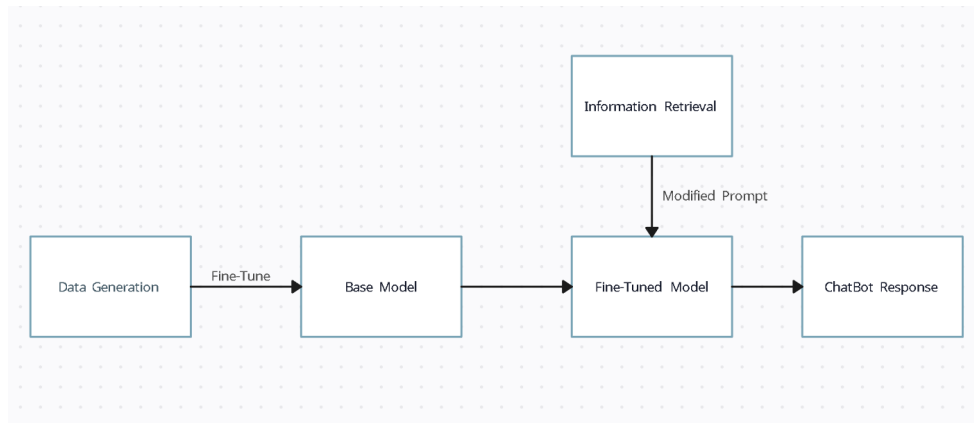 Information Retrieval
Modified Prompt
Data Generation
Fine-Tune
Base Model
Fine-Tuned Model
ChatBot Response